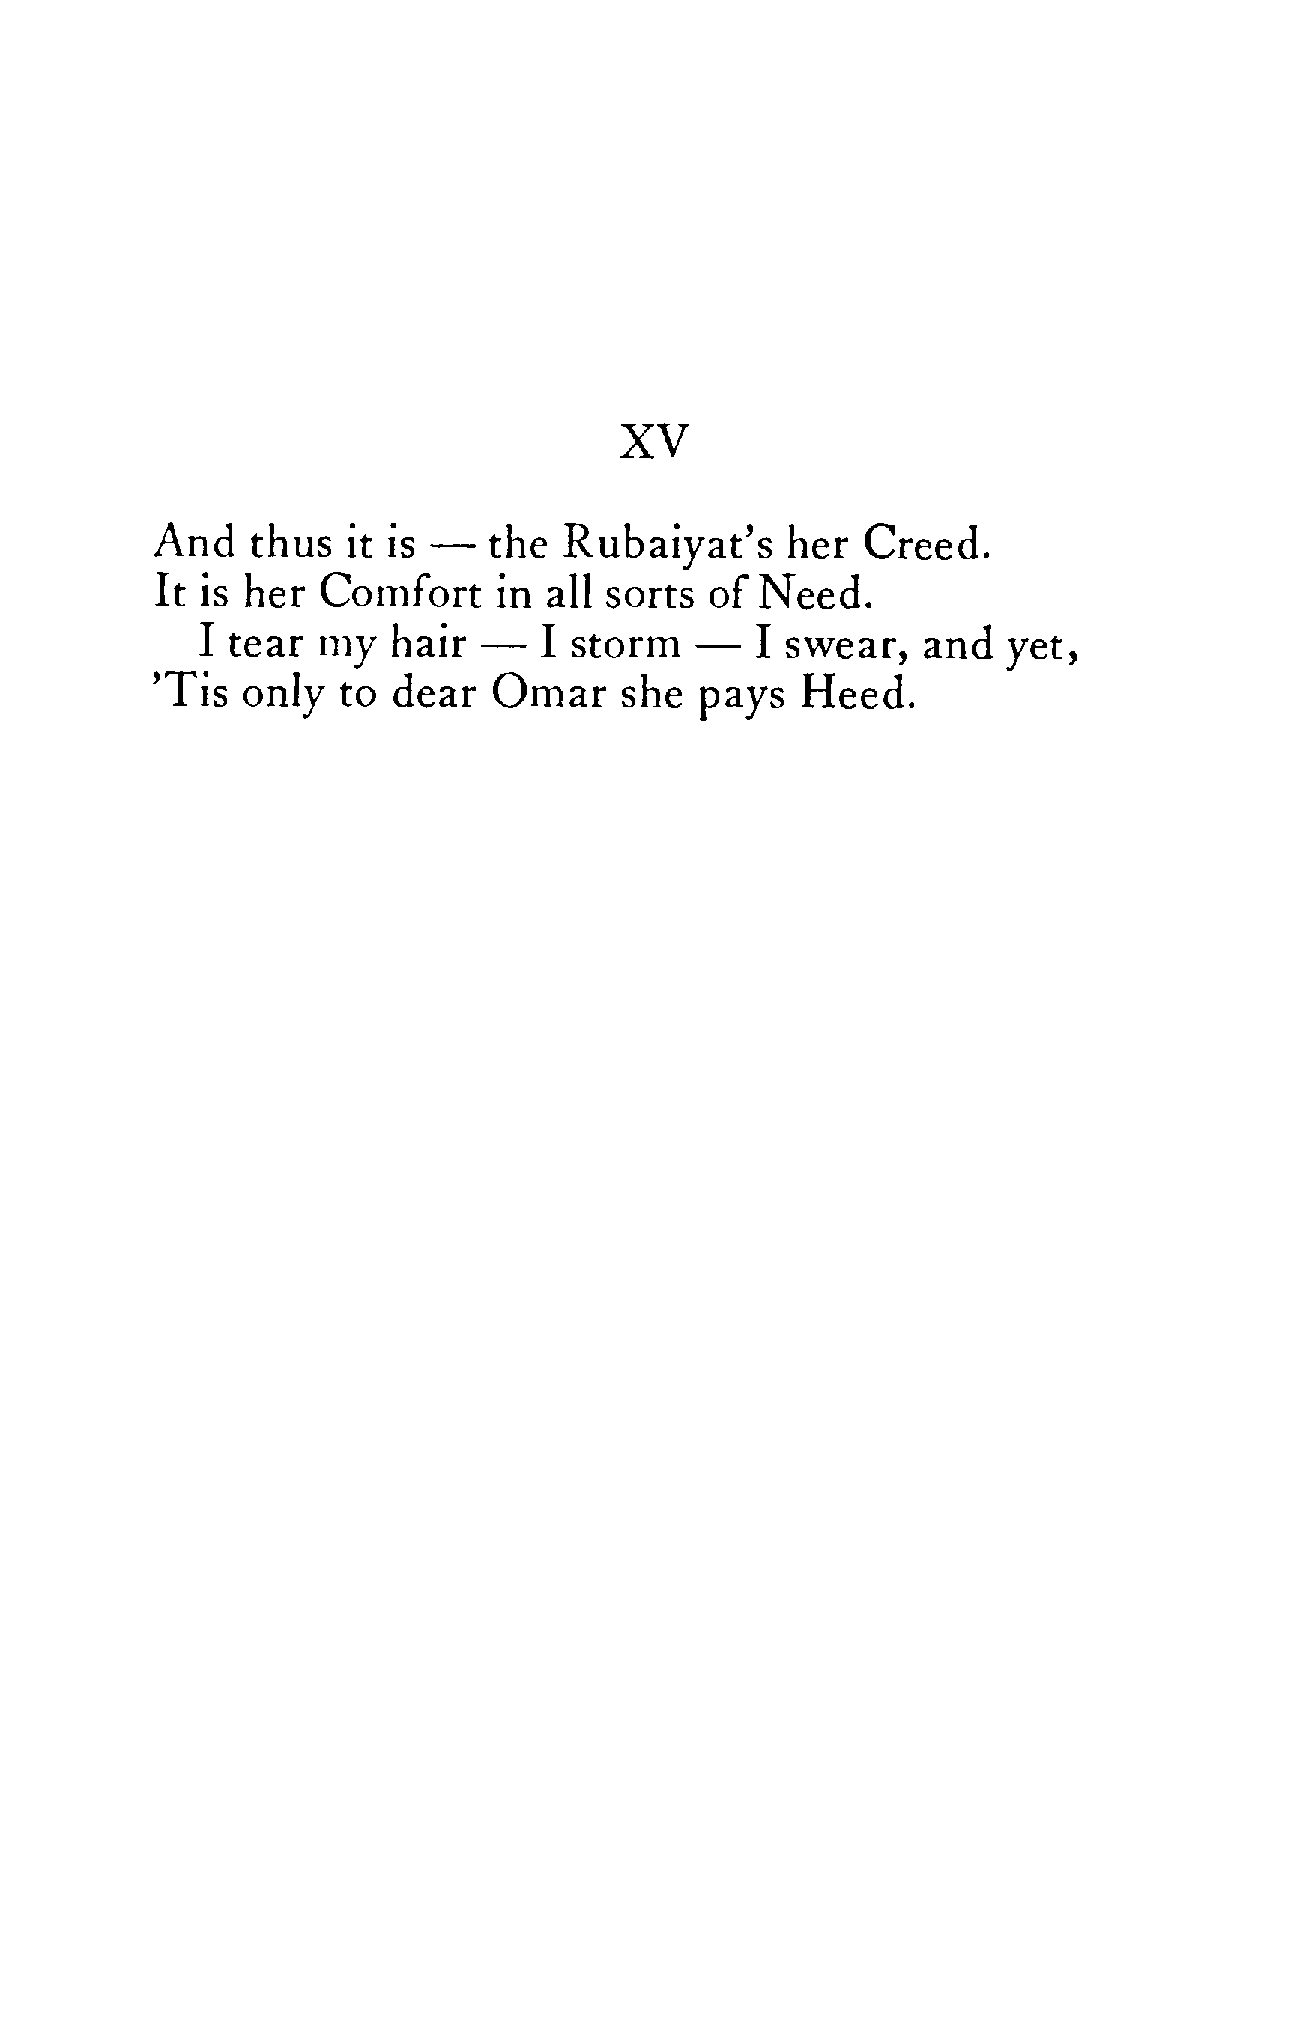 XV
And thus it is — the Rubaiyat's her Creed.
It is her Comfort in all sorts of Need.
I tear my hair — I storm — I swear, and yet,
'Tis only to dear Omar she pays Heed.